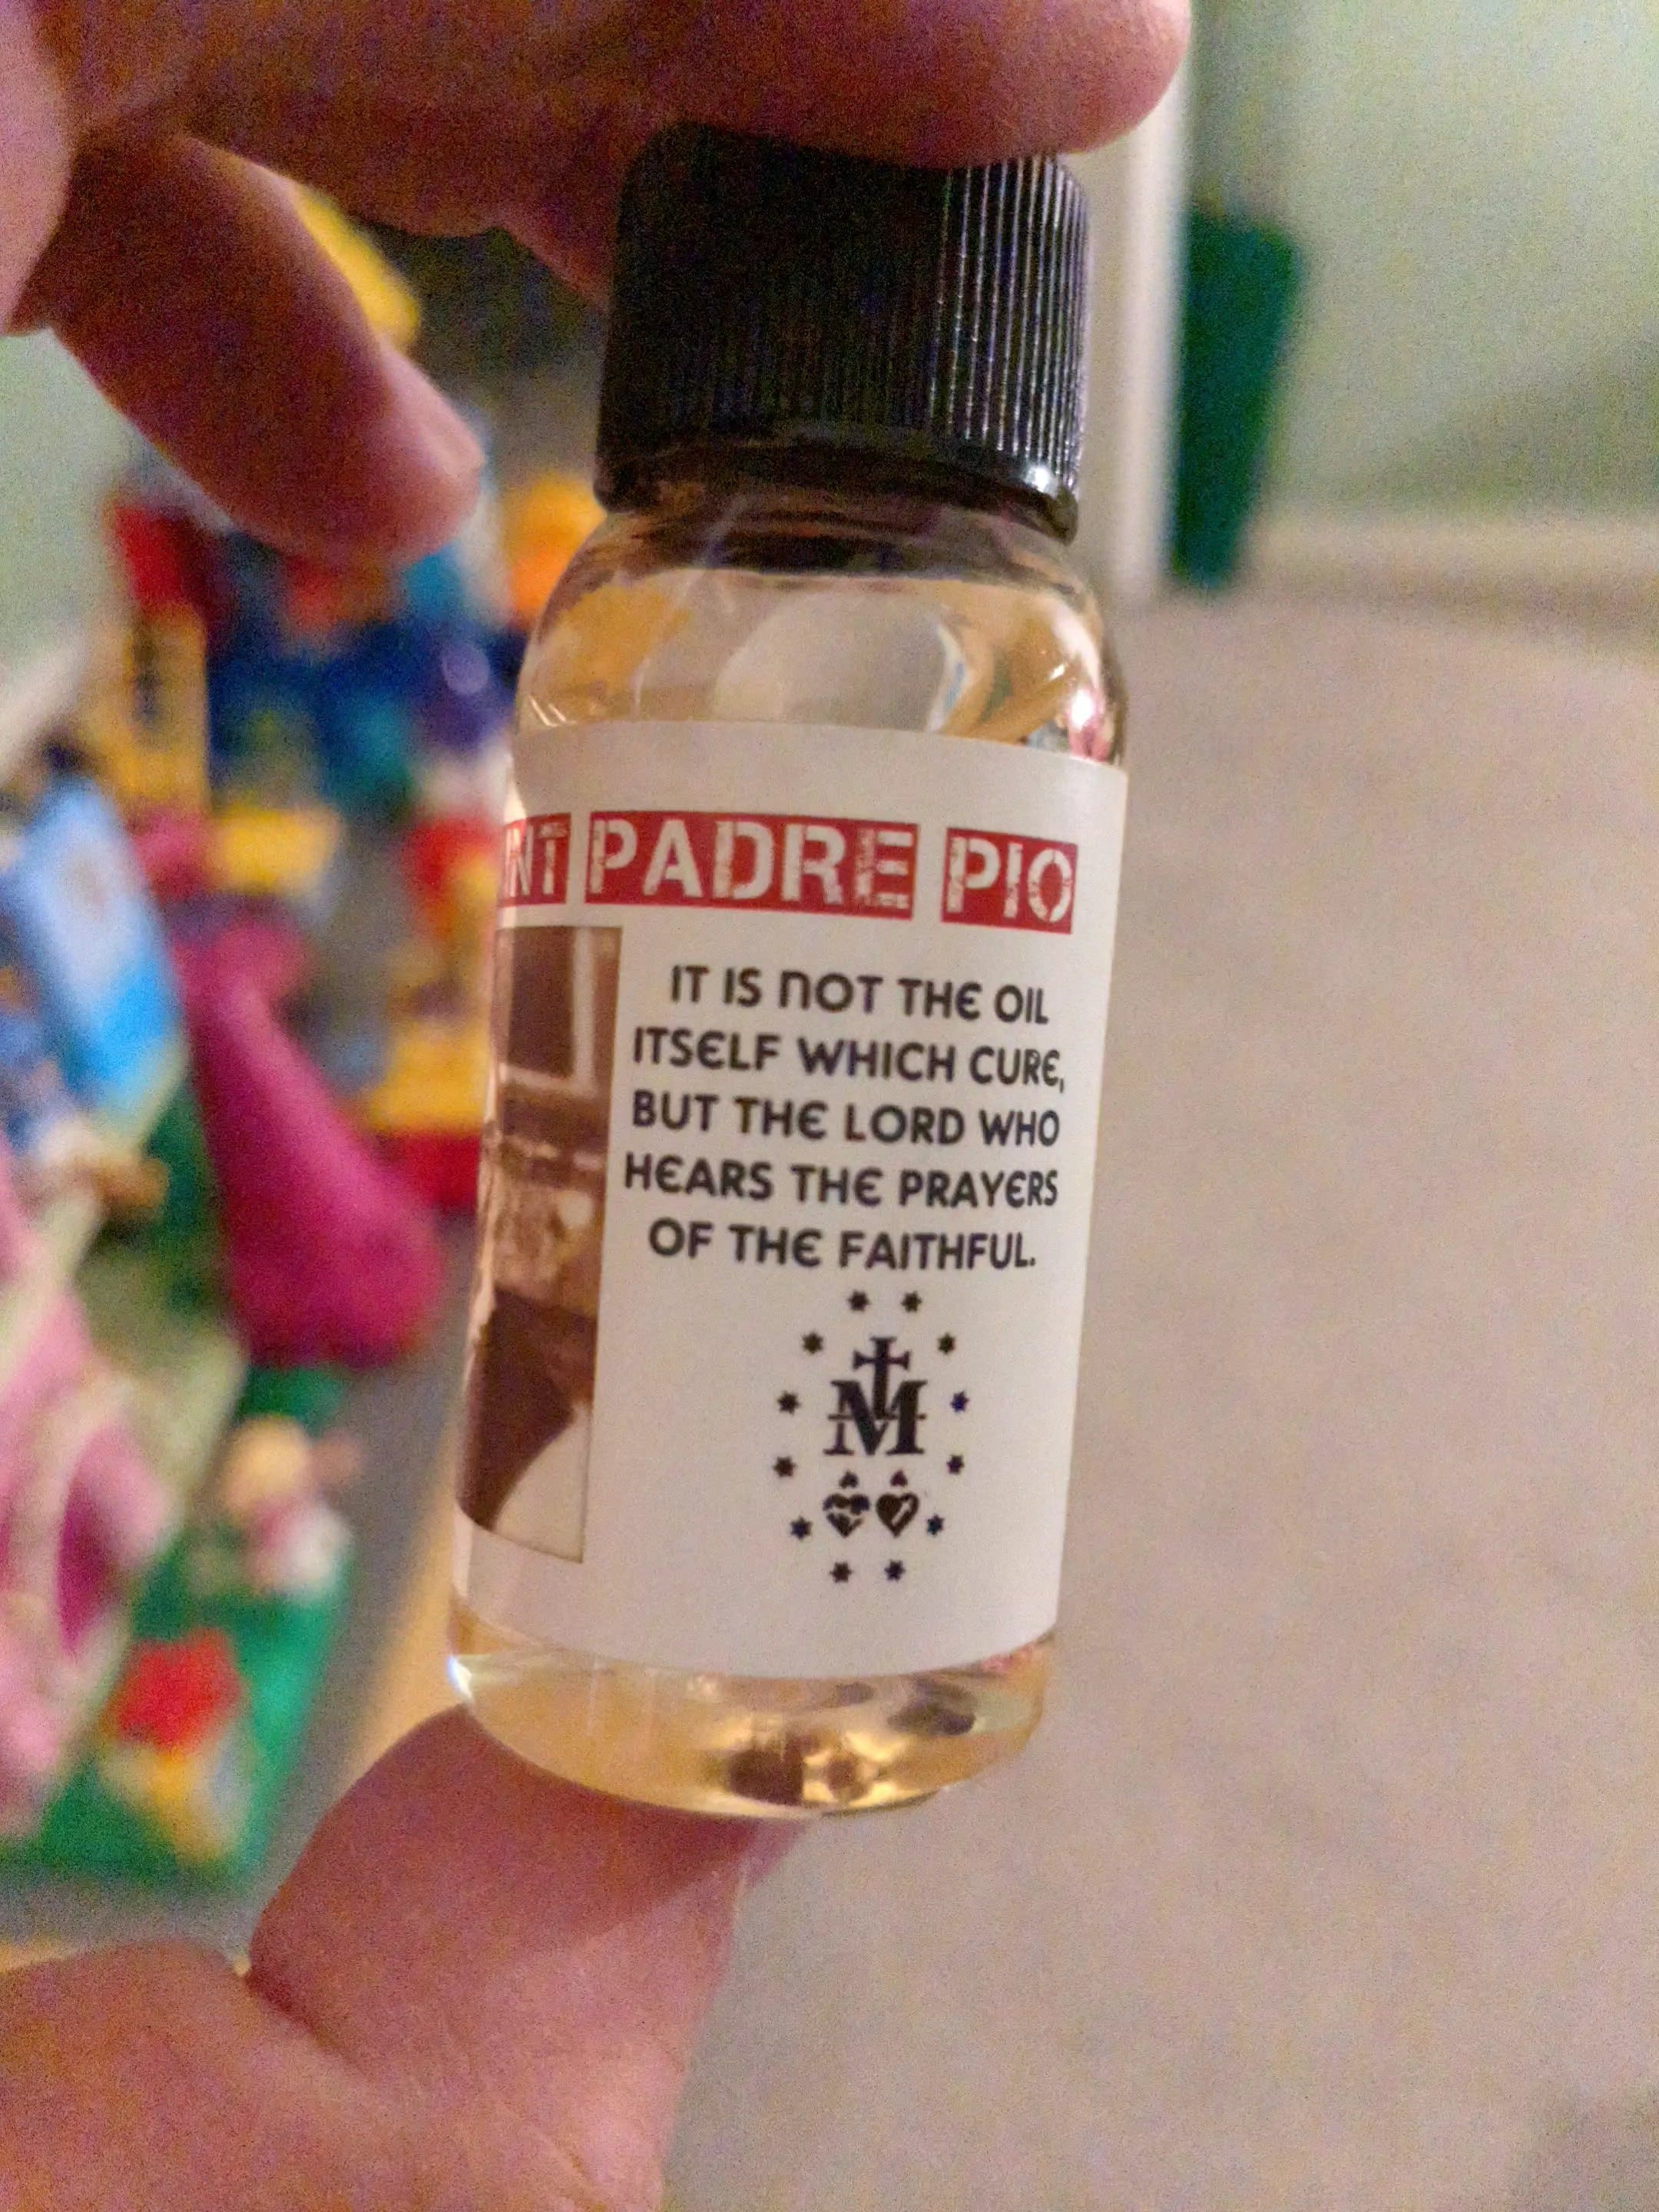 NT PADRE PIO
IT IS NOT THE OIL
ITSELF WHICH CURE,
BUT THE LORD WHO
HEARS THE PRAYERS
OF THE FAITHFUL.
M